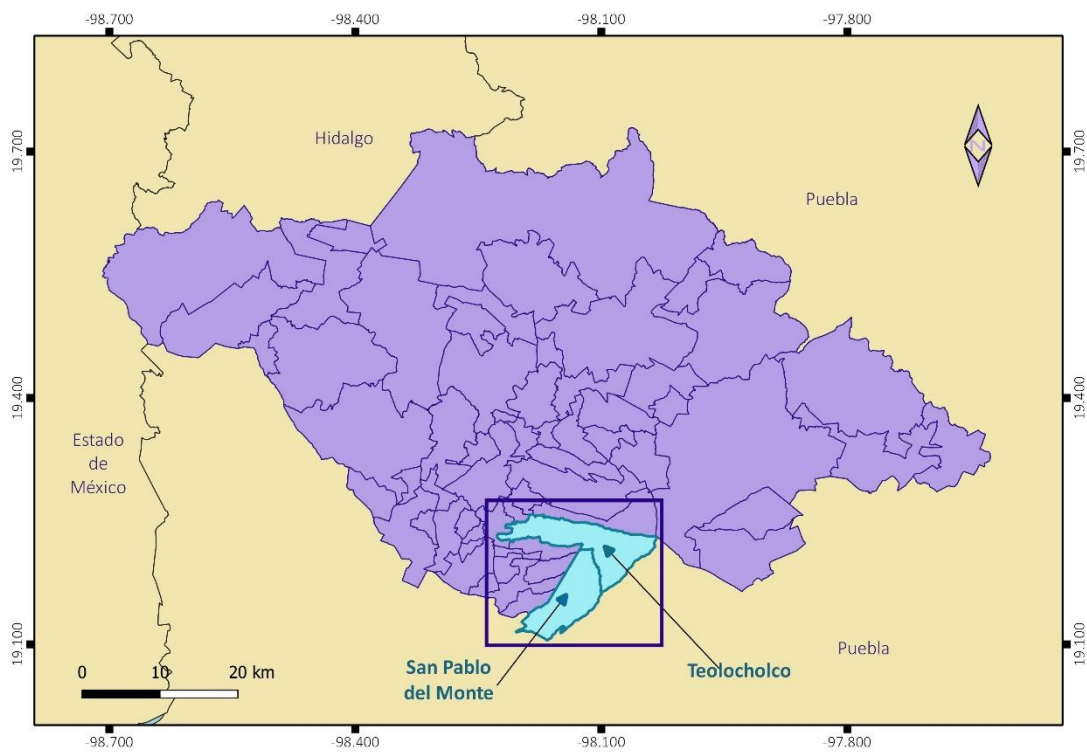 -98.700
-98.400
-98.100
-97.800
19.700
19.700
Hidalgo
N
Puebla
19.400
19.400
Estado
de
México
19.100
19.100
Puebla
San Pablo
del Monte
Teolocholco
0 10 20 km
-98.700
-98.400
-98.100
-97.800